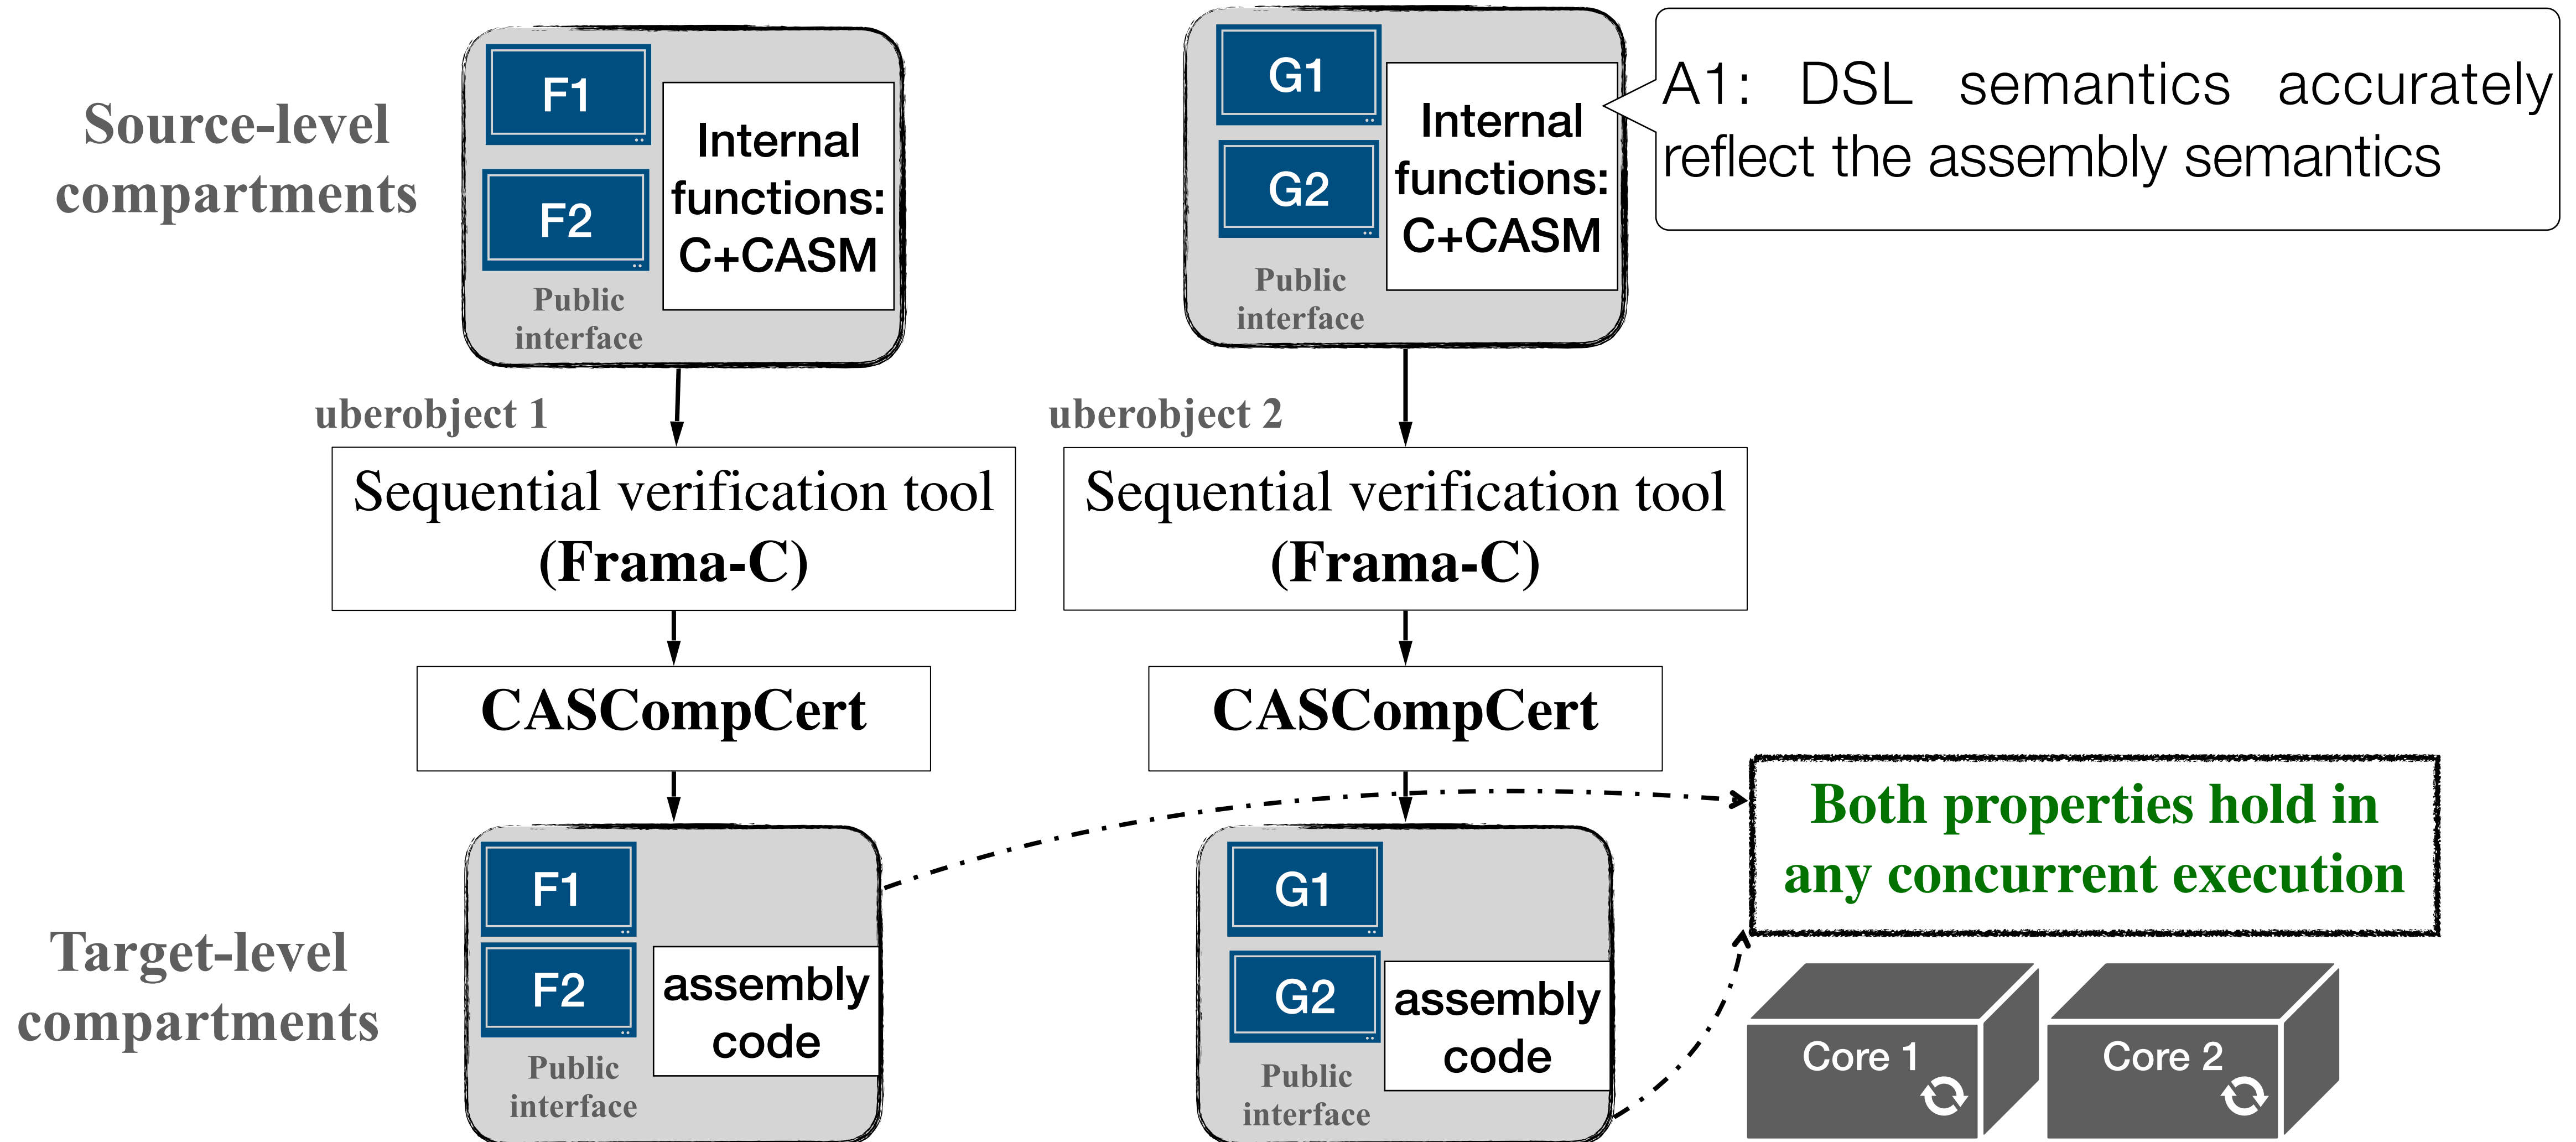 Source-level
compartments
F1
F2
Public
interface
Internal
functions:
C+CASM
G1
G2
Public
interface
Internal
functions:
C+CASM
A1: DSL semantics accurately
reflect the assembly semantics
uberobject 1
uberobject 2
Sequential verification tool
(Frama-C)
Sequential verification tool
(Frama-C)
CASCompCert
CASCompCert
Target-level
compartments
F1
F2
Public
interface
assembly
code
G1
G2
Public
interface
assembly
code
Both properties hold in
any concurrent execution
Core 1
Core 2